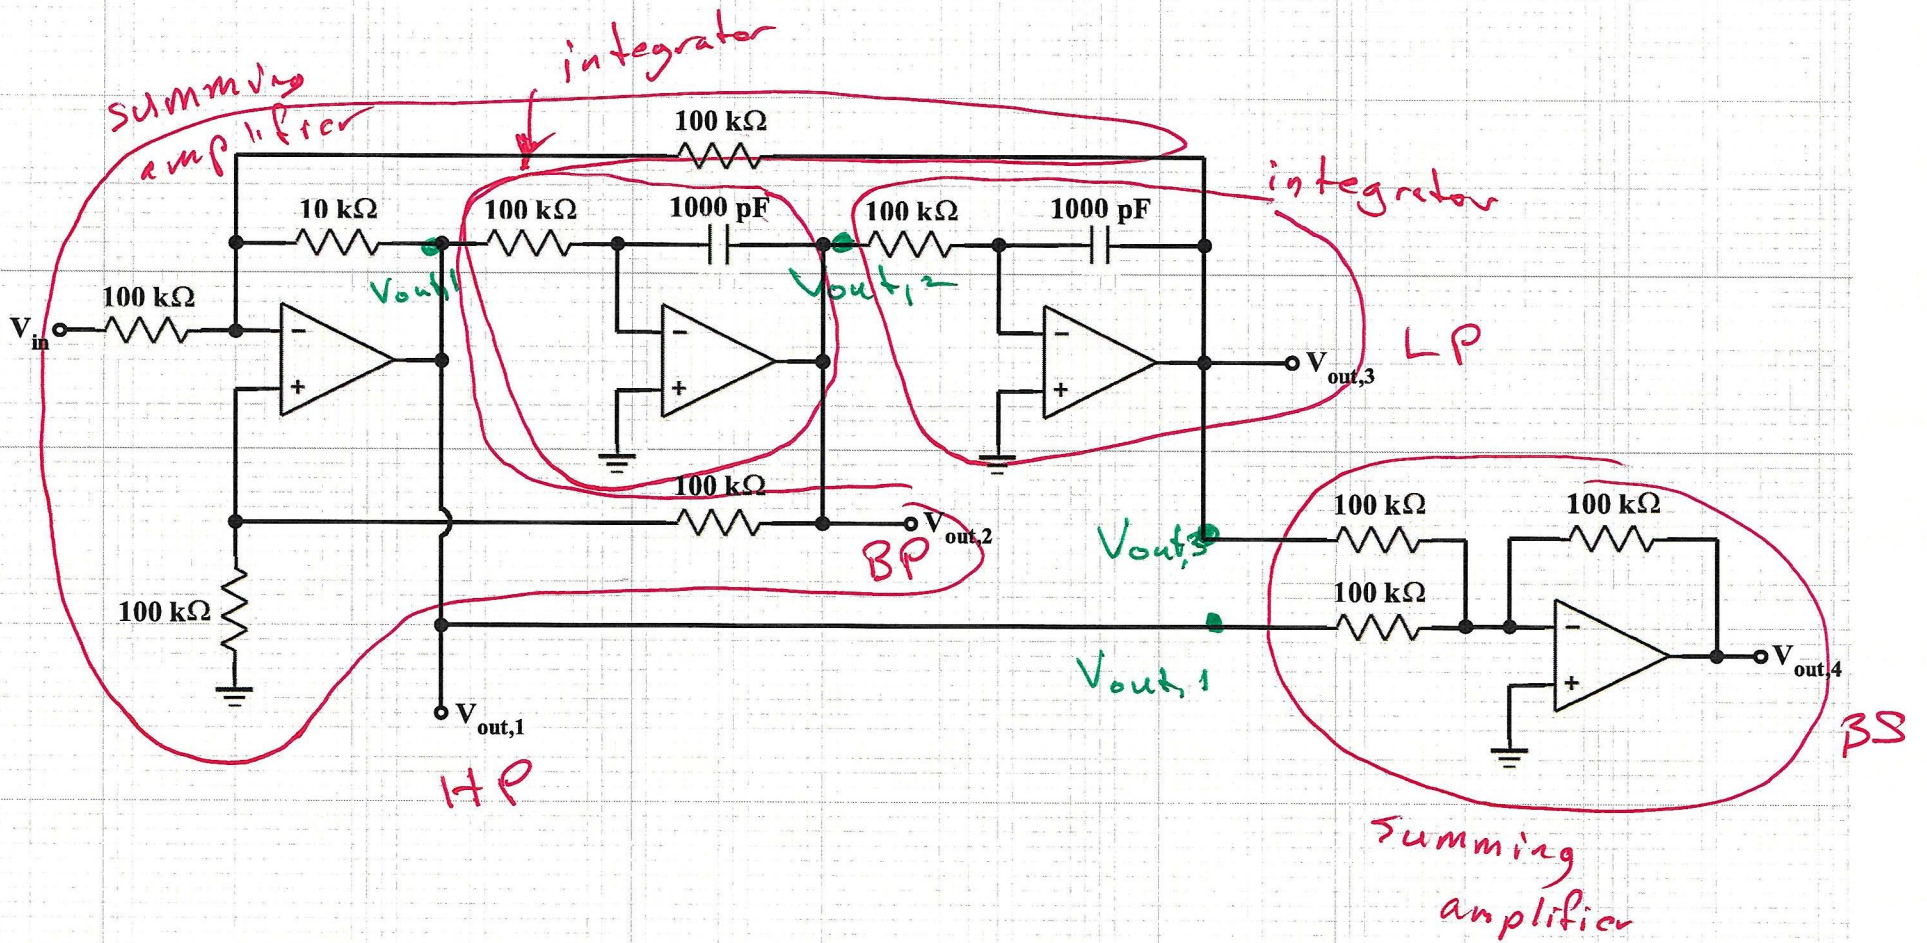 integrator
summing
amplifier
100 kΩ
integrator
10 kΩ
100 kΩ
1000 pF
100 kΩ
1000 pF
Vout,1
Vout,2
100 kΩ
Vin
−
+
−
+
−
+
Vout,3
LP
100 kΩ
Vout,2
BP
Vout,3
100 kΩ
100 kΩ
100 kΩ
100 kΩ
−
+
Vout,4
Vout,1
Vout,1
BS
HP
summing
amplifier